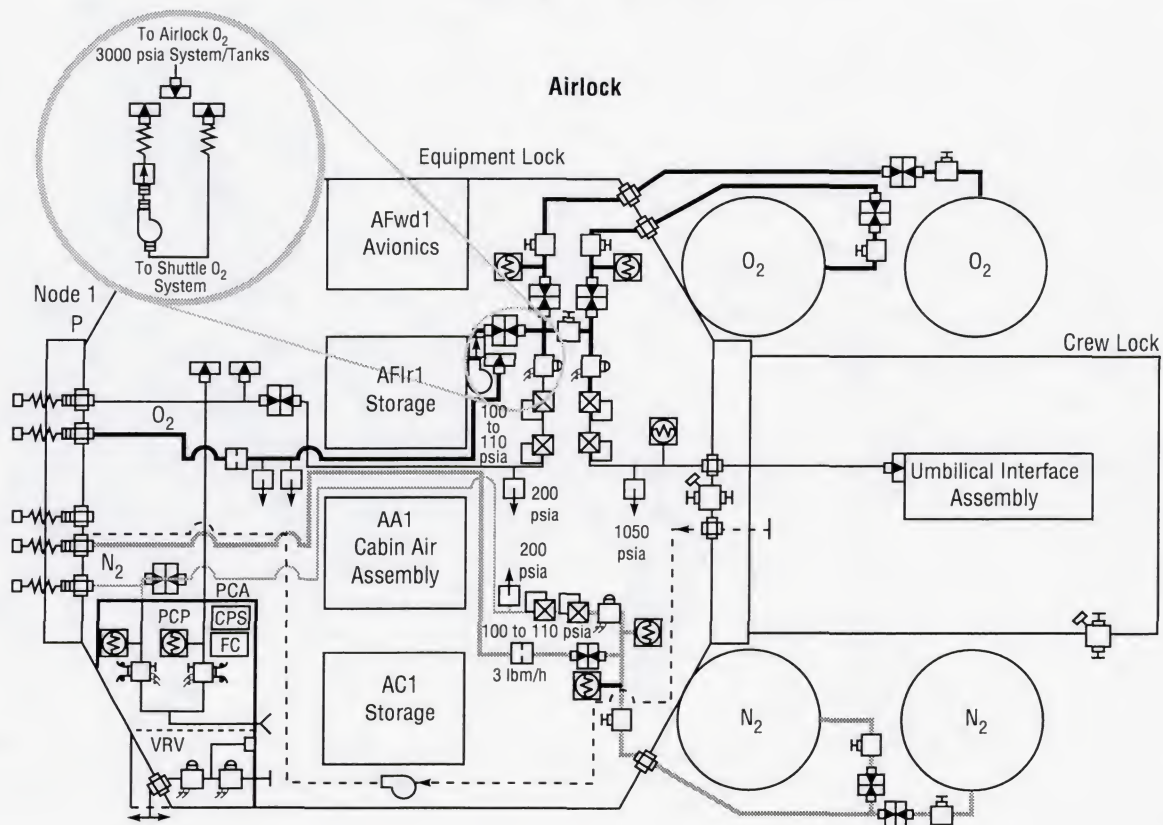 To Airlock O2
3000 psia System/Tanks
Airlock
Equipment Lock
AFwd1
Avionics
O2
O2
To Shuttle O2
System
Node 1
P
Crew Lock
AFlr1
Storage
O2
100
to
110
psia
Umbilical Interface
Assembly
200
psia
1050
psia
AA1
Cabin Air
Assembly
200
psia
N2
PCA
PCP
CPS
FC
100 to 110 psia
3 lbm/h
AC1
Storage
N2
N2
VRV